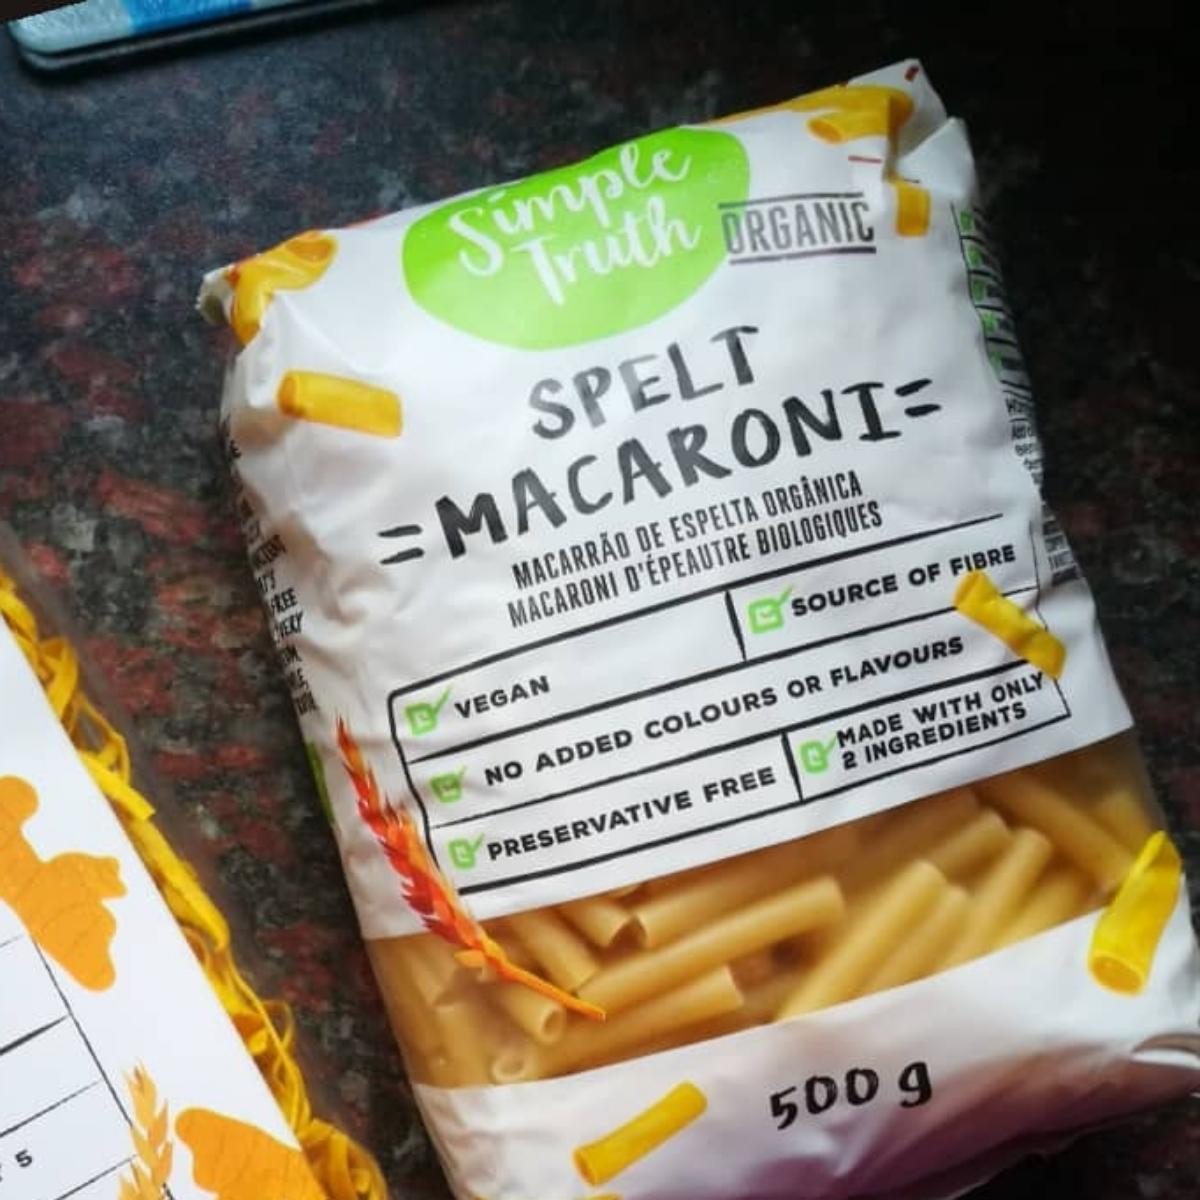 Simple
Truth
ORGANIC
SPELT
=MACARONI=
MACARRÃO DE ESPELTA ORGÂNICA
MACARONI D'ÉPEAUTRE BIOLOGIQUES
VEGAN
SOURCE OF FIBRE
NO ADDED COLOURS OR FLAVOURS
PRESERVATIVE FREE
MADE WITH ONLY
2 INGREDIENTS
500 g
5